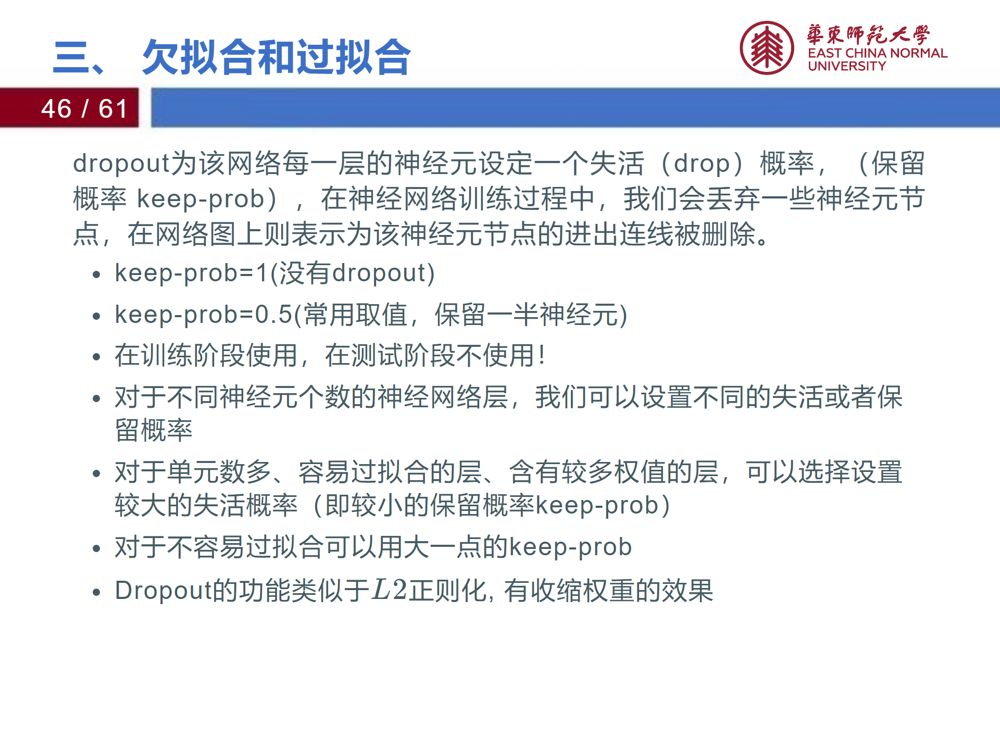 三、 欠拟合和过拟合
華東師範大學
EAST CHINA NORMAL
UNIVERSITY
46 / 61
dropout为该网络每一层的神经元设定一个失活（drop）概率，（保留
概率 keep-prob），在神经网络训练过程中，我们会丢弃一些神经元节
点，在网络图上则表示为该神经元节点的进出连线被删除。
• keep-prob=1(没有dropout)
• keep-prob=0.5(常用取值，保留一半神经元)
• 在训练阶段使用，在测试阶段不使用！
• 对于不同神经元个数的神经网络层，我们可以设置不同的失活或者保
留概率
• 对于单元数多、容易过拟合的层、含有较多权值的层，可以选择设置
较大的失活概率（即较小的保留概率keep-prob）
• 对于不容易过拟合可以用大一点的keep-prob
• Dropout的功能类似于L2正则化, 有收缩权重的效果